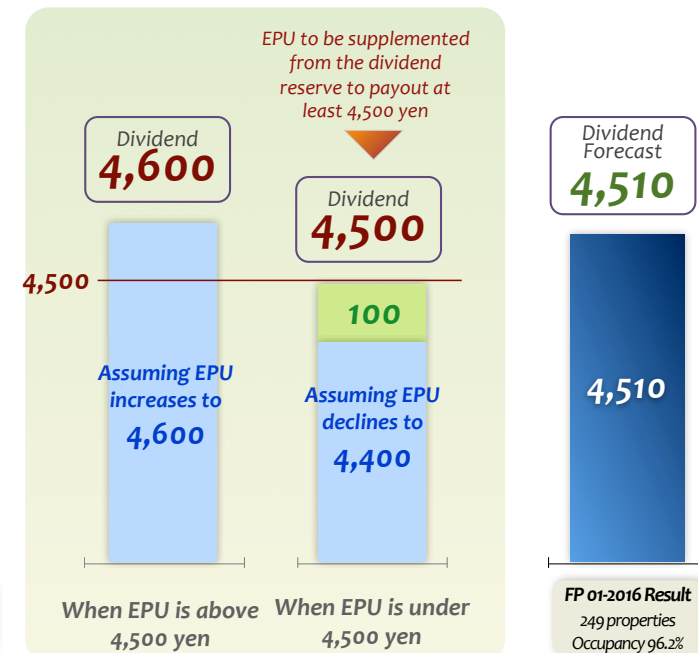 EPU to be supplemented
from the dividend
reserve to payout at
least 4,500 yen
Dividend
4,600
Dividend
4,500
4,500
100
Assuming EPU
increases to
4,600
Assuming EPU
declines to
4,400
When EPU is above
4,500 yen
When EPU is under
4,500 yen
Dividend
Forecast
4,510
4,510
FP 01-2016 Result
249 properties
Occupancy 96.2%